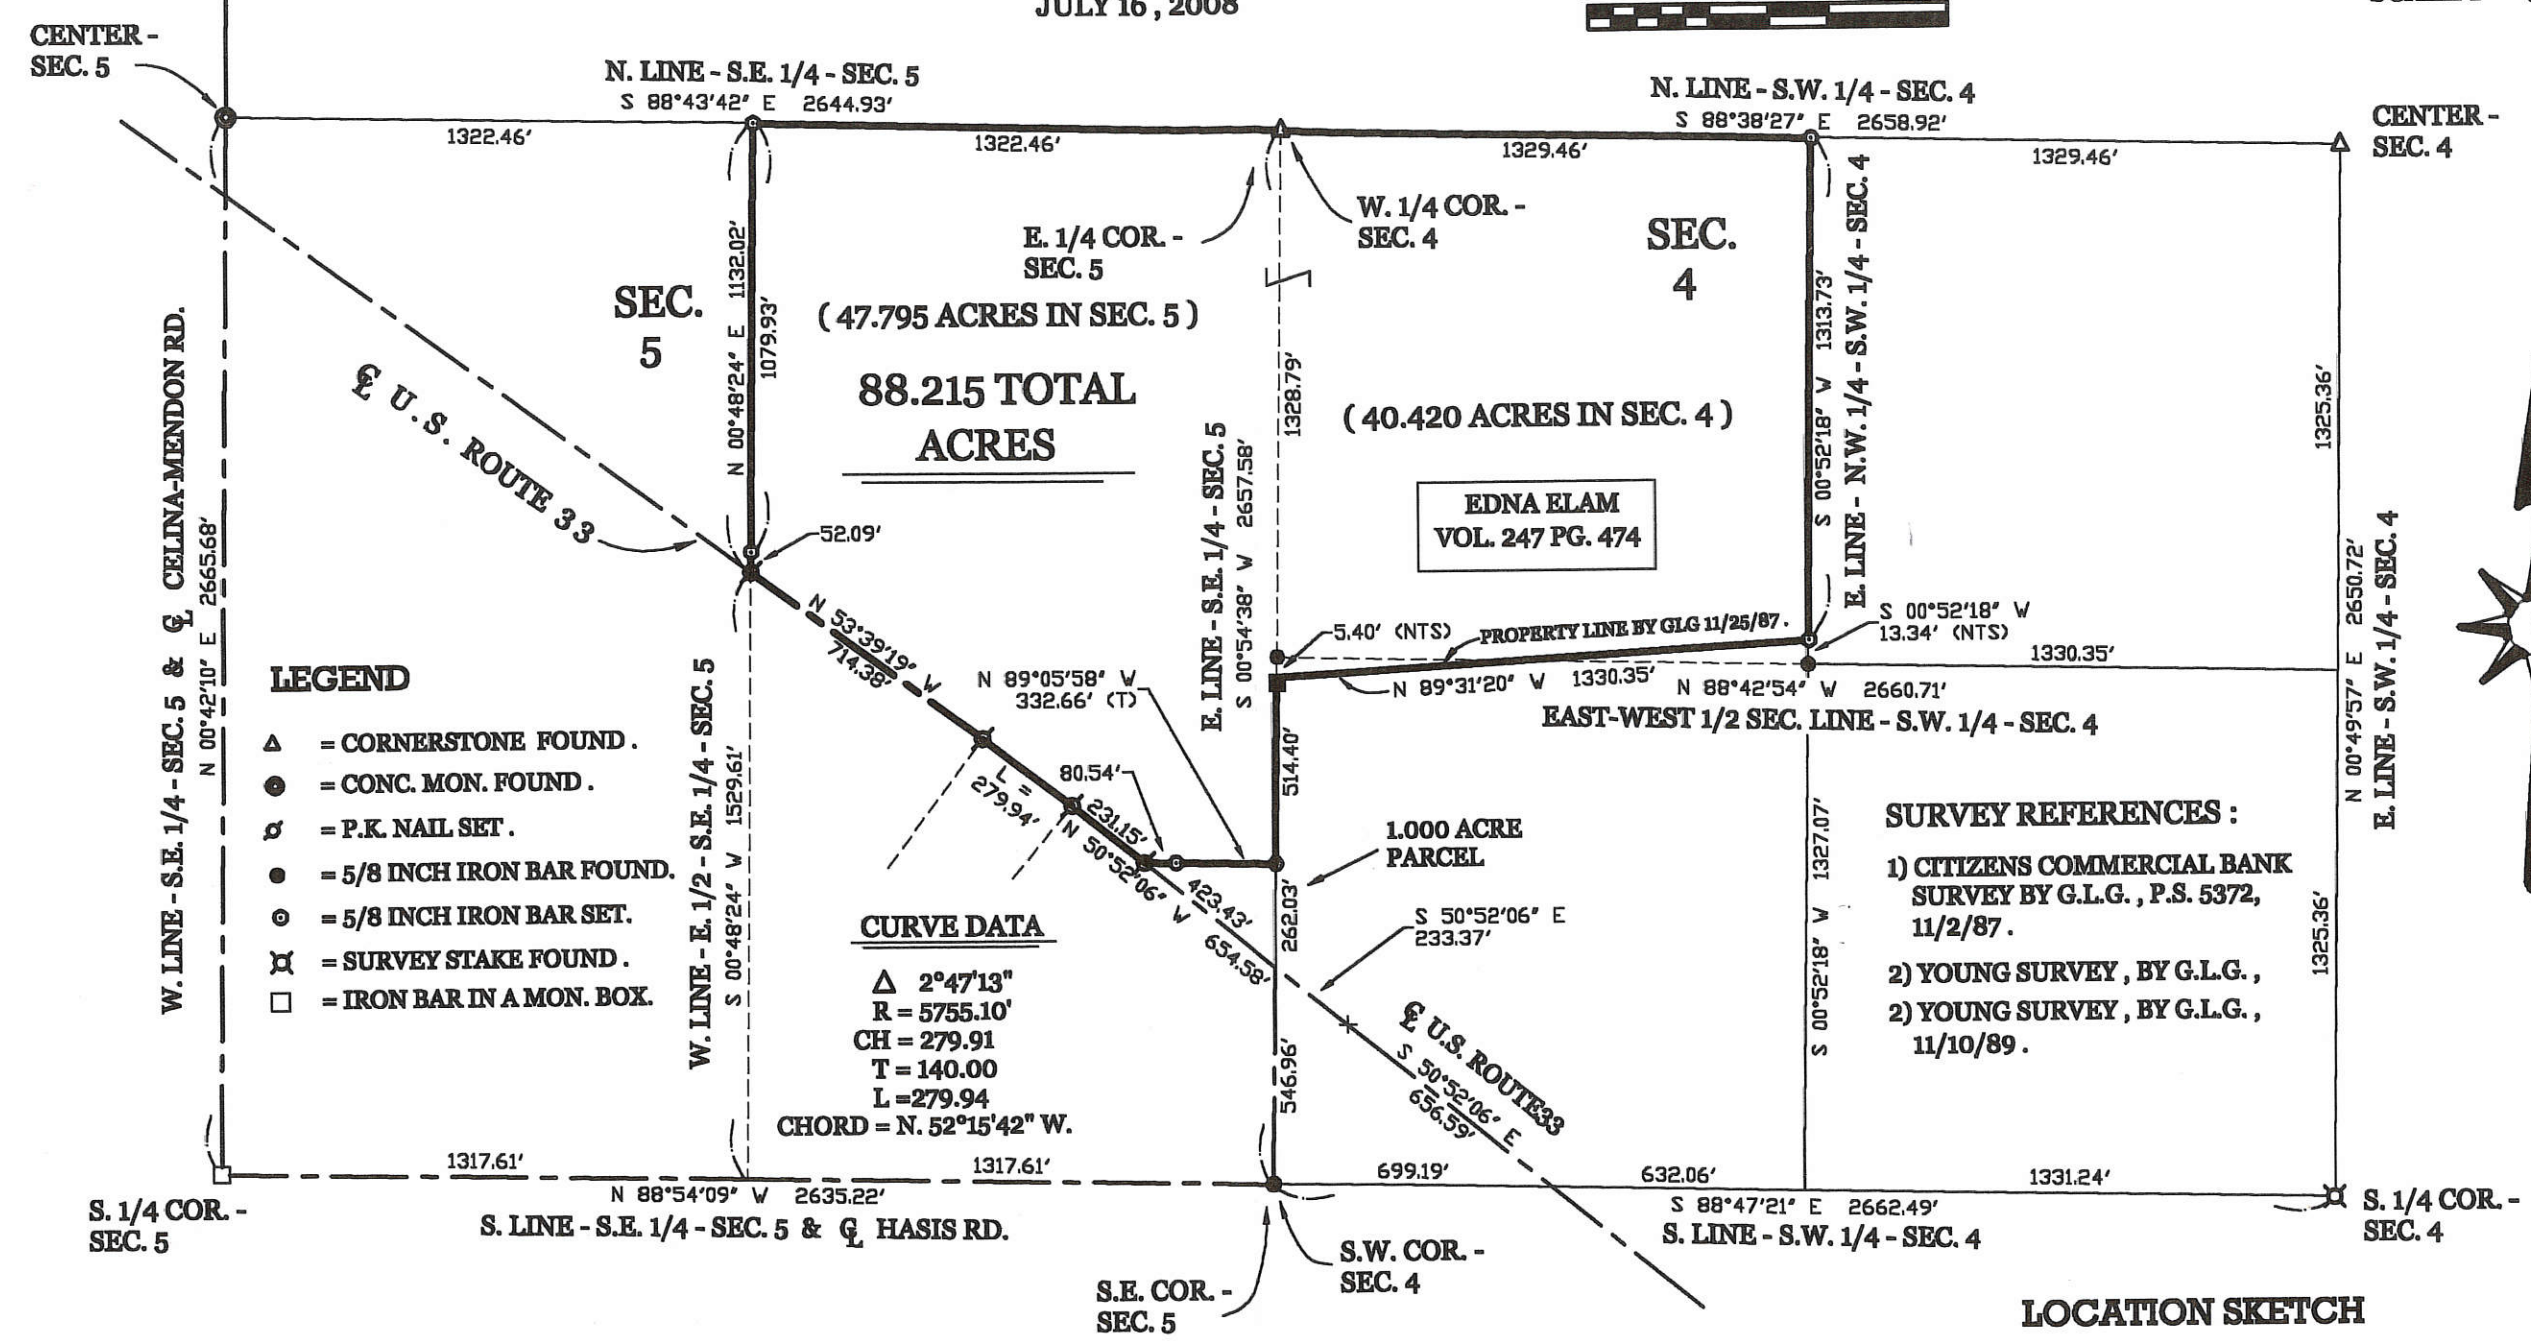 JULY 16 , 2008
CENTER -
SEC. 5
N. LINE - S.E. 1/4 - SEC. 5
S 88°43'42" E 2644.93'
1322.46'
1322.46'
N. LINE - S.W. 1/4 - SEC. 4
S 88°38'27" E 2658.92'
1329.46'
1329.46'
CENTER -
SEC. 4
W. 1/4 COR. -
SEC. 4
E. 1/4 COR. -
SEC. 5
SEC.
5
SEC.
4
( 47.795 ACRES IN SEC. 5 )
88.215 TOTAL
ACRES
( 40.420 ACRES IN SEC. 4 )
EDNA ELAM
VOL. 247 PG. 474
N 00°48'24" E 1132.02'
1079.93'
52.09'
℄ U.S. ROUTE 33
W. LINE - S.E. 1/4 - SEC. 5 & ℄ CELINA-MENDON RD.
N 00°42'10" E 2665.68'
1328.79'
E. LINE - S.E. 1/4 - SEC. 5
S 00°54'38" W 2657.58'
S 00°52'18" W 1313.73'
E. LINE - N.W. 1/4 - S.W. 1/4 - SEC. 4
1325.36'
N 00°49'57" E 2650.72'
E. LINE - S.W. 1/4 - SEC. 4
1325.36'
5.40' (NTS)
PROPERTY LINE BY GLG 11/25/87 .
S 00°52'18" W
13.34' (NTS)
1330.35'
N 89°31'20" W 1330.35'
N 88°42'54" W 2660.71'
EAST-WEST 1/2 SEC. LINE - S.W. 1/4 - SEC. 4
N 53°39'19" W
714.38'
N 89°05'58" W
332.66' (T)
L =
279.94'
80.54'
231.15'
N 50°52'06" W
423.43'
654.58'
514.40'
262.03'
546.96'
1.000 ACRE
PARCEL
S 50°52'06" E
233.37'
℄ U.S. ROUTE33
S 50°52'06" E
656.59'
S 00°52'18" W 1327.07'
W. LINE - E. 1/2 - S.E. 1/4 - SEC. 5
S 00°48'24" W 1529.61'
LEGEND
△ = CORNERSTONE FOUND .
= CONC. MON. FOUND .
= P.K. NAIL SET .
● = 5/8 INCH IRON BAR FOUND.
= 5/8 INCH IRON BAR SET.
= SURVEY STAKE FOUND .
□ = IRON BAR IN A MON. BOX.
CURVE DATA
△ 2°47'13"
R = 5755.10'
CH = 279.91
T = 140.00
L =279.94
CHORD = N. 52°15'42" W.
SURVEY REFERENCES :
1) CITIZENS COMMERCIAL BANK
SURVEY BY G.L.G. , P.S. 5372,
11/2/87 .
2) YOUNG SURVEY , BY G.L.G. ,
2) YOUNG SURVEY , BY G.L.G. ,
11/10/89 .
1317.61'
1317.61'
N 88°54'09" W 2635.22'
S. LINE - S.E. 1/4 - SEC. 5 & ℄ HASIS RD.
699.19'
632.06'
1331.24'
S 88°47'21" E 2662.49'
S. LINE - S.W. 1/4 - SEC. 4
S. 1/4 COR. -
SEC. 5
S. 1/4 COR. -
SEC. 4
S.W. COR. -
SEC. 4
S.E. COR. -
SEC. 5
LOCATION SKETCH